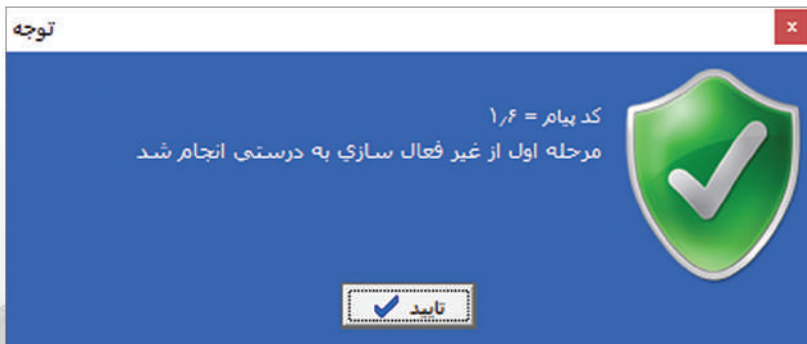 توجه
کد پیام = ۱٫۶
مرحله اول از غیر فعال سازي به درستی انجام شد
تایید